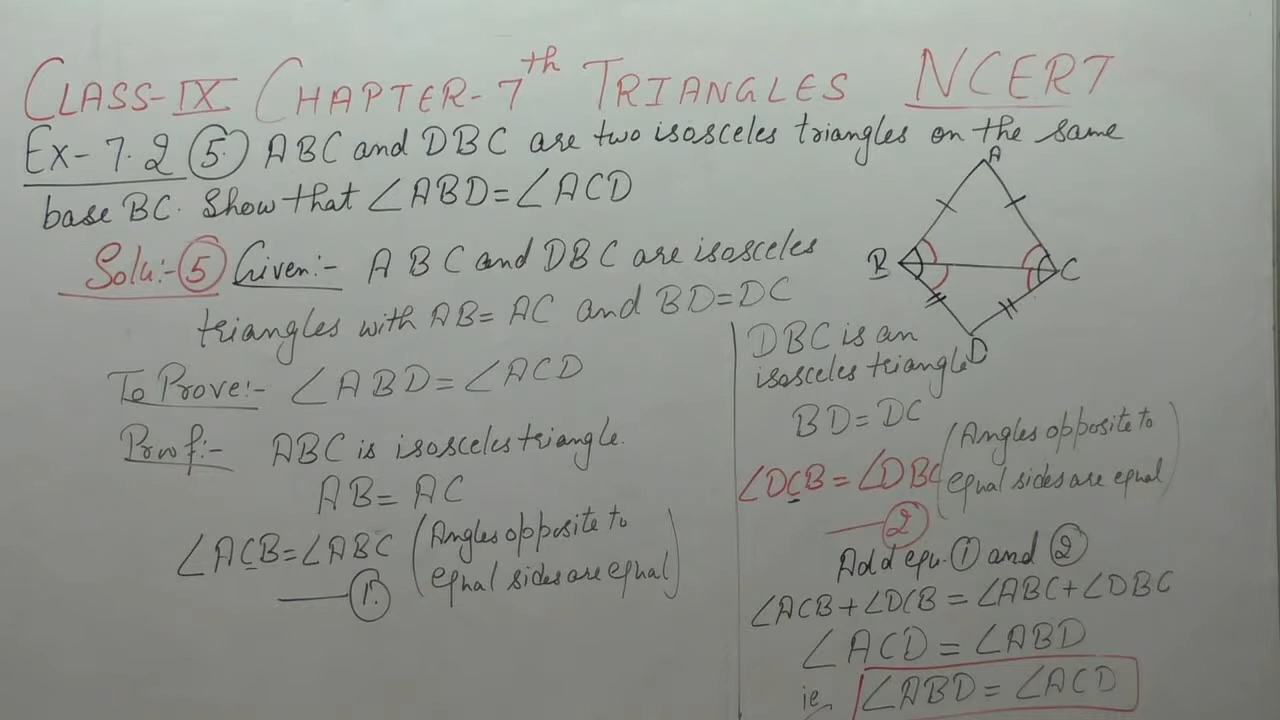 CLASS-IX CHAPTER-7th TRIANGLES NCERT
Ex-7.2 (5.) ABC and DBC are two isosceles triangles on the same
base BC. Show that ∠ABD=∠ACD
A
B
C
D
Solu:-(5) Given:- ABC and DBC are isosceles
triangles with AB=AC and BD=DC
To Prove:- ∠ABD=∠ACD
Proof:- ABC is isosceles triangle.
AB=AC
∠ACB=∠ABC (Angles opposite to
equal sides are equal)
—(1.)
DBC is an
isosceles triangle
BD=DC
∠DCB=∠DBC (Angles opposite to
equal sides are equal)
—(2)
Add equ. (1) and (2)
∠ACB+∠DCB=∠ABC+∠DBC
∠ACD=∠ABD
ie, ∠ABD=∠ACD